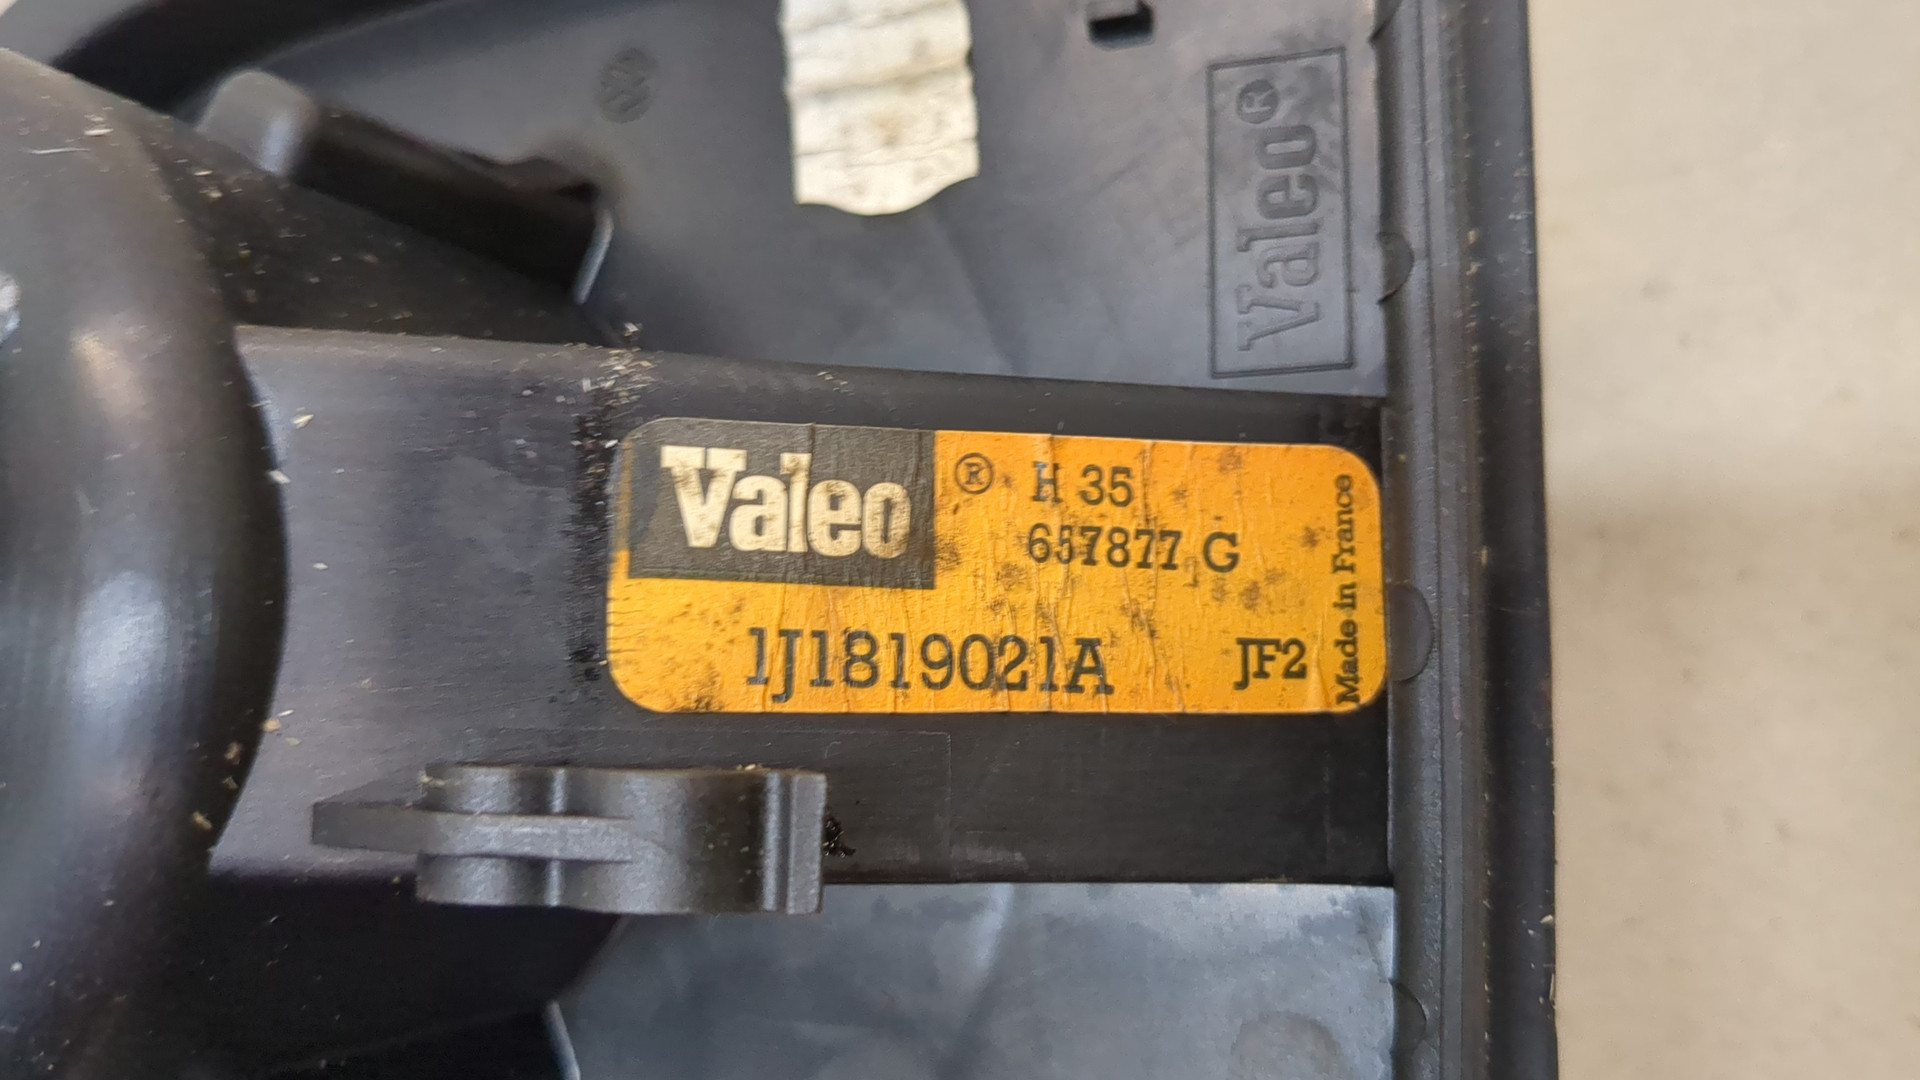 Valeo®
Valeo ® H 35
657877 G
1J1819021A JF2
Made in France